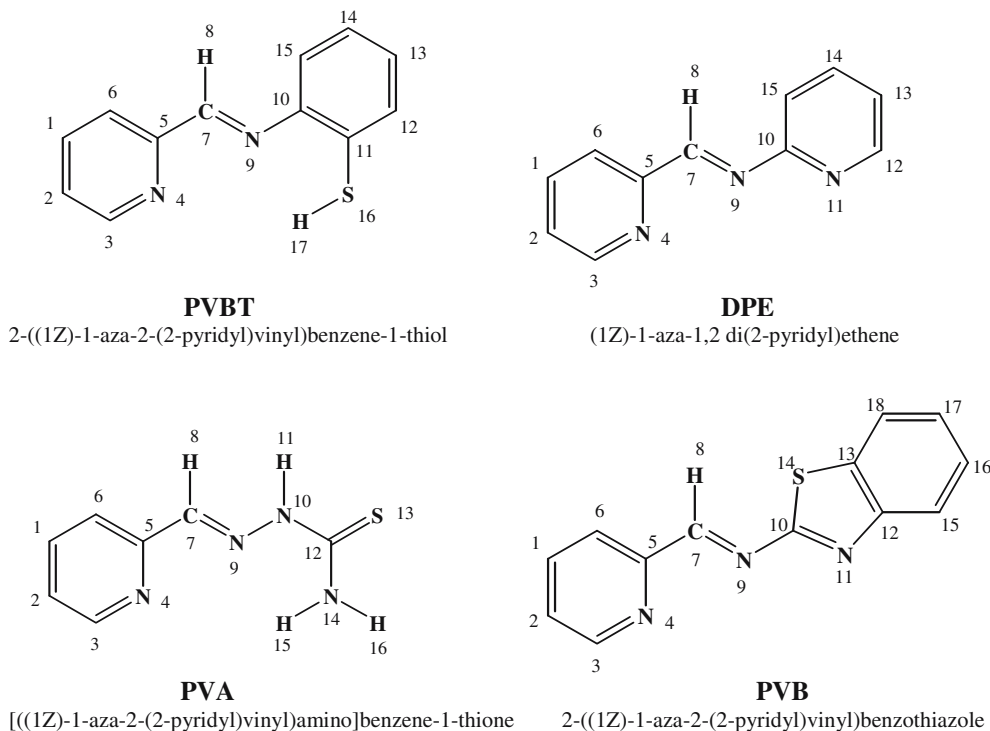 14
8
H
15
13
6
10
1
5
C
12
7
N
11
9
2
N
4
S
16
H
3
17
PVBT
2-((1Z)-1-aza-2-(2-pyridyl)vinyl)benzene-1-thiol
14
8
15
H
13
6
10
1
5
C
12
7
N
N
9
11
2
N
4
3
DPE
(1Z)-1-aza-1,2 di(2-pyridyl)ethene
8
11
H
H
6
10
1
5
C
N
S
13
7
N
12
9
2
N
4
N
H
14
H
3
15
16
PVA
[((1Z)-1-aza-2-(2-pyridyl)vinyl)amino]benzene-1-thione
18
17
8
14
13
H
S
16
6
10
1
5
C
15
7
N
N
12
9
11
2
N
4
3
PVB
2-((1Z)-1-aza-2-(2-pyridyl)vinyl)benzothiazole